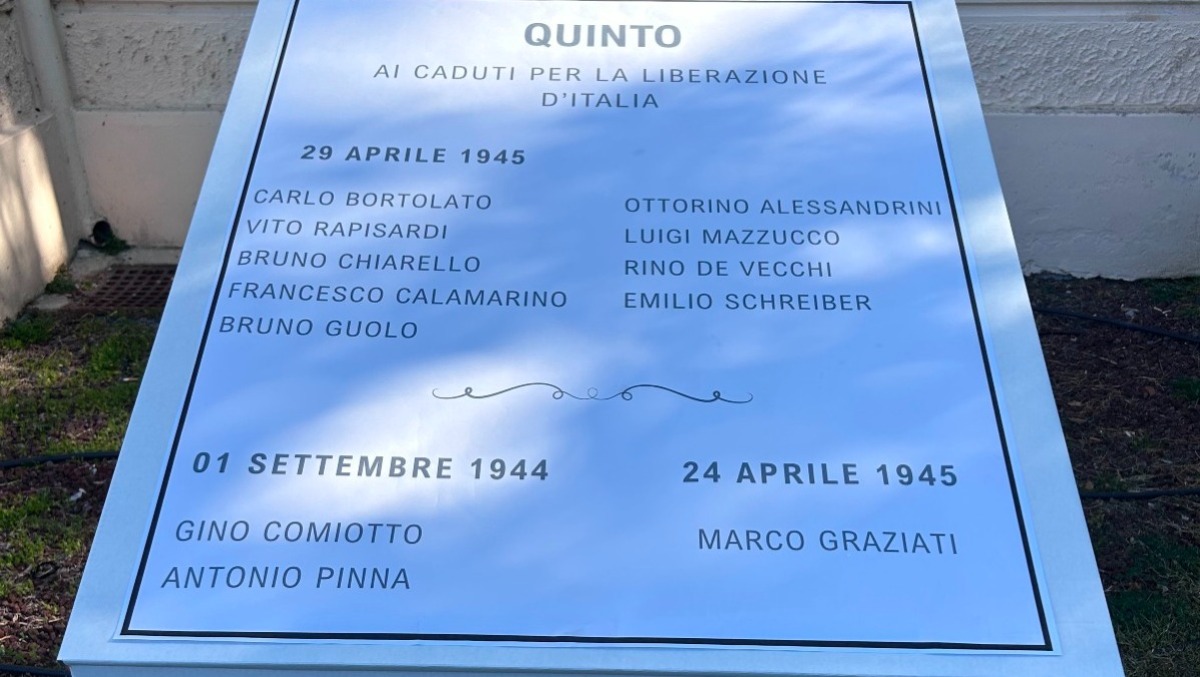 QUINTO
AI CADUTI PER LA LIBERAZIONE
D'ITALIA
29 APRILE 1945
CARLO BORTOLATO
VITO RAPISARDI
BRUNO CHIARELLO
FRANCESCO CALAMARINO
BRUNO GUOLO
OTTORINO ALESSANDRINI
LUIGI MAZZUCCO
RINO DE VECCHI
EMILIO SCHREIBER
01 SETTEMBRE 1944
GINO COMIOTTO
ANTONIO PINNA
24 APRILE 1945
MARCO GRAZIATI